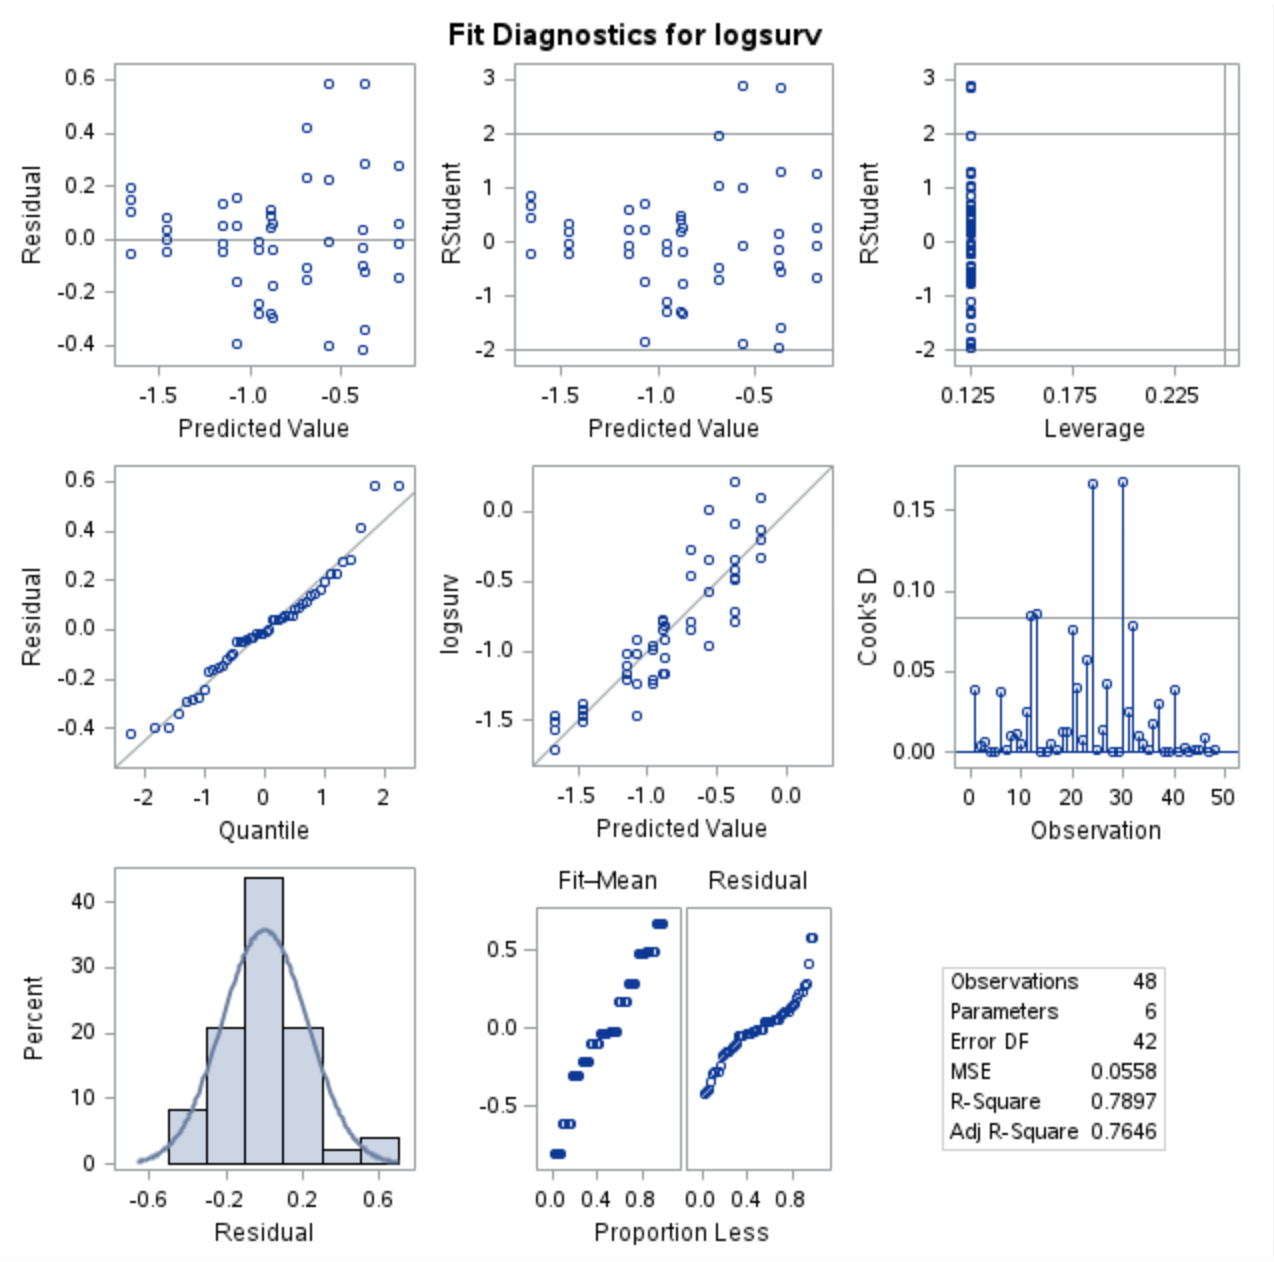 Fit Diagnostics for logsurv
0.6
0.4
0.2
0.0
-0.2
-0.4
Residual
-1.5 -1.0 -0.5
Predicted Value
3
2
1
0
-1
-2
RStudent
-1.5 -1.0 -0.5
Predicted Value
3
2
1
0
-1
-2
RStudent
0.125 0.175 0.225
Leverage
0.6
0.4
0.2
0.0
-0.2
-0.4
Residual
-2 -1 0 1 2
Quantile
0.0
-0.5
-1.0
-1.5
logsurv
-1.5 -1.0 -0.5 0.0
Predicted Value
0.15
0.10
0.05
0.00
Cook's D
0 10 20 30 40 50
Observation
40
30
20
10
0
Percent
-0.6 -0.2 0.2 0.6
Residual
Fit–Mean Residual
0.5
0.0
-0.5
0.0 0.4 0.8 0.0 0.4 0.8
Proportion Less
Observations 48
Parameters 6
Error DF 42
MSE 0.0558
R-Square 0.7897
Adj R-Square 0.7646